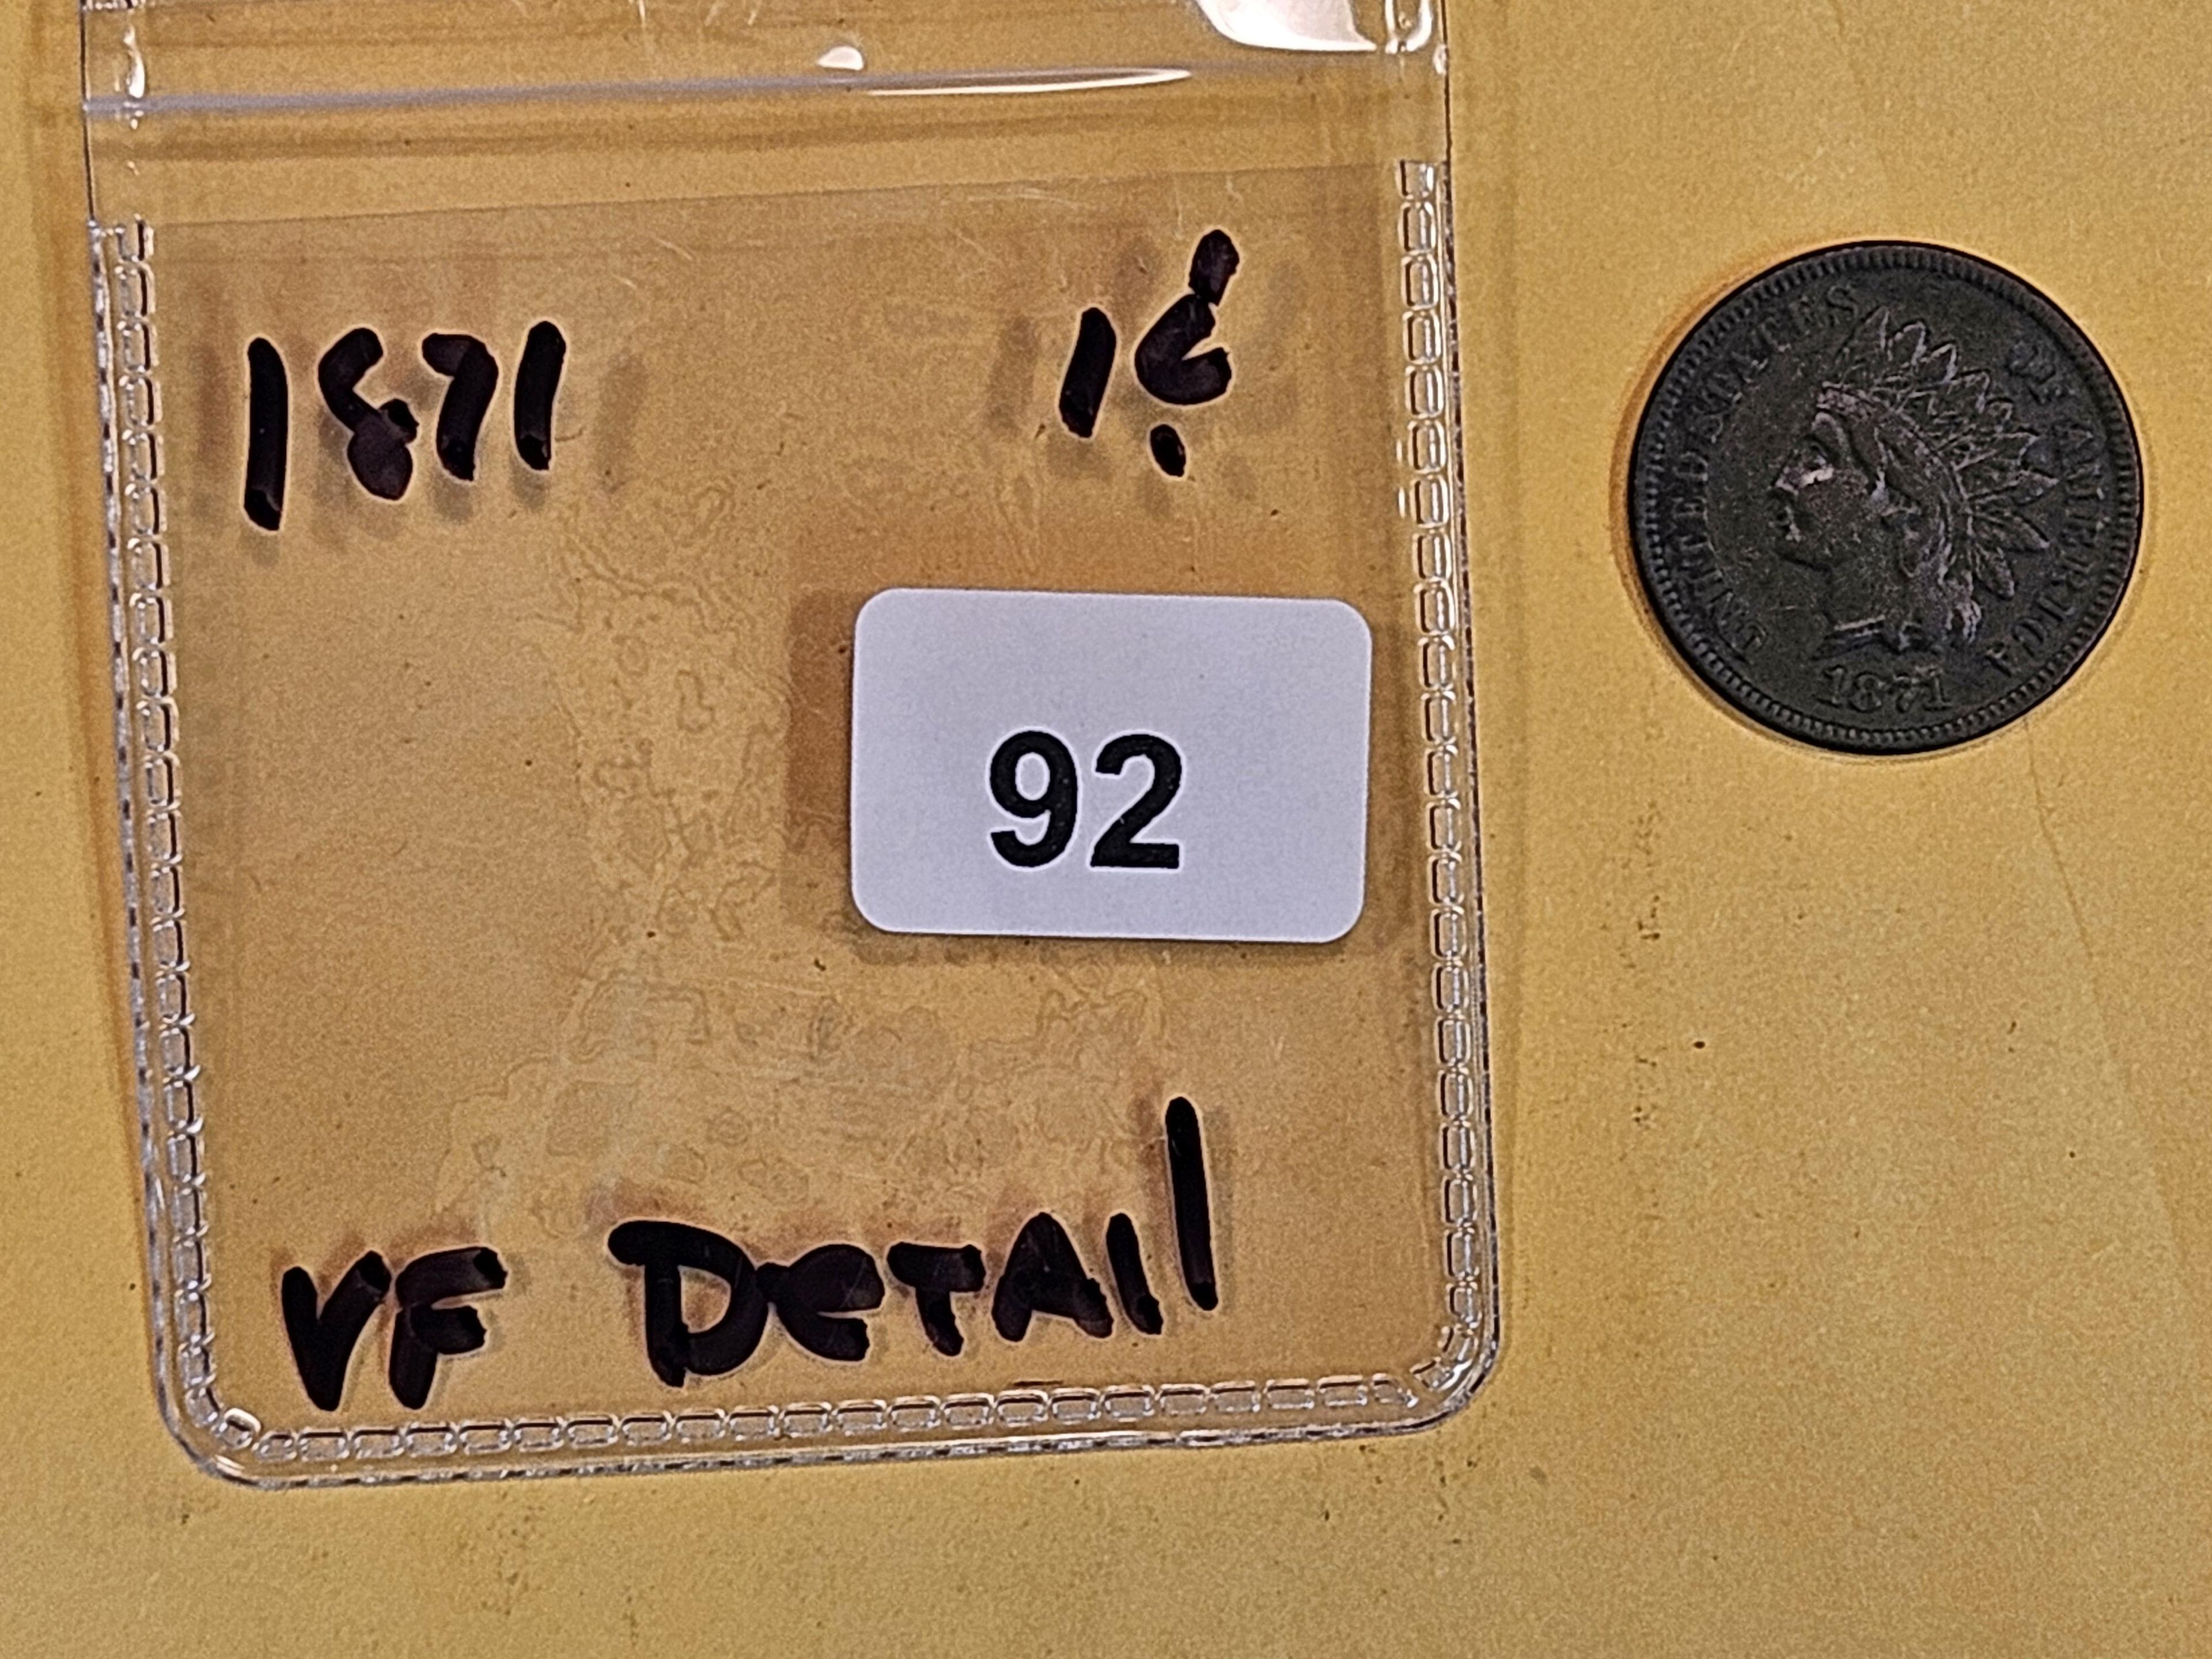 1871 1¢
92
VF DETAIL
UNITED STATES OF AMERICA
1871